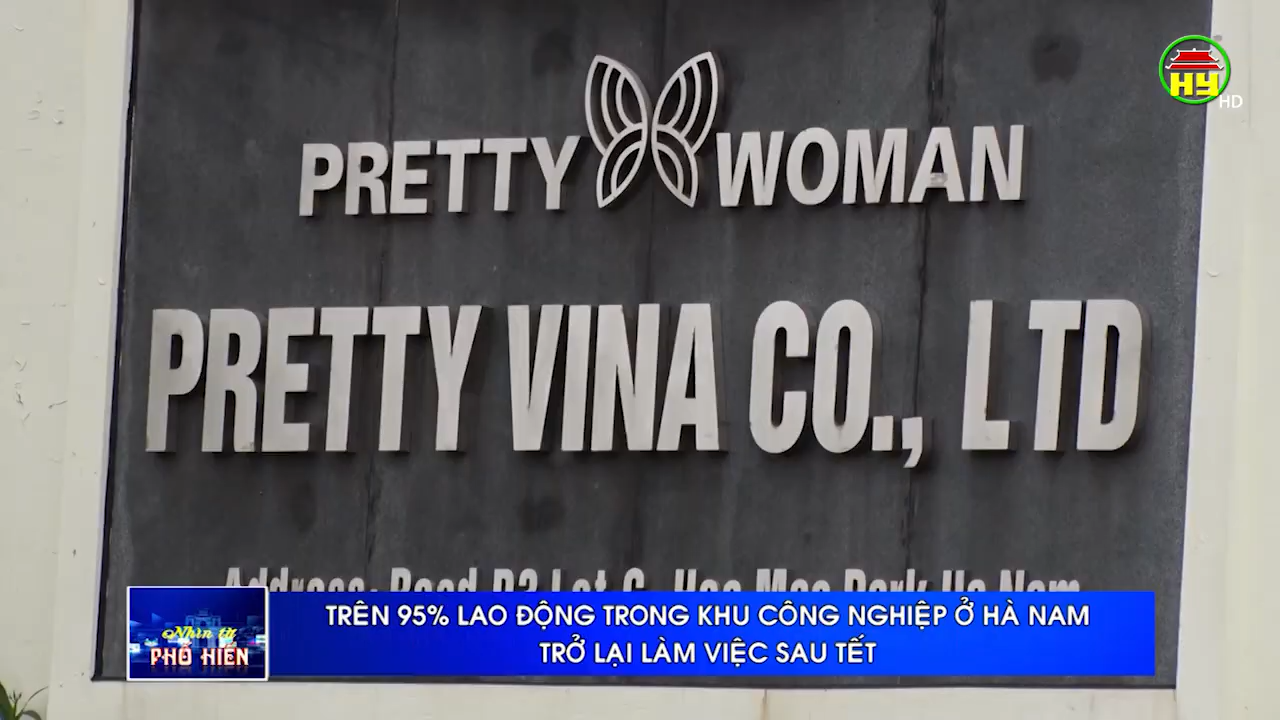 HY
HD
PRETTY WOMAN
PRETTY VINA CO., LTD
Nhìn từ
PHỐ HIẾN
TRÊN 95% LAO ĐỘNG TRONG KHU CÔNG NGHIỆP Ở HÀ NAM
TRỞ LẠI LÀM VIỆC SAU TẾT